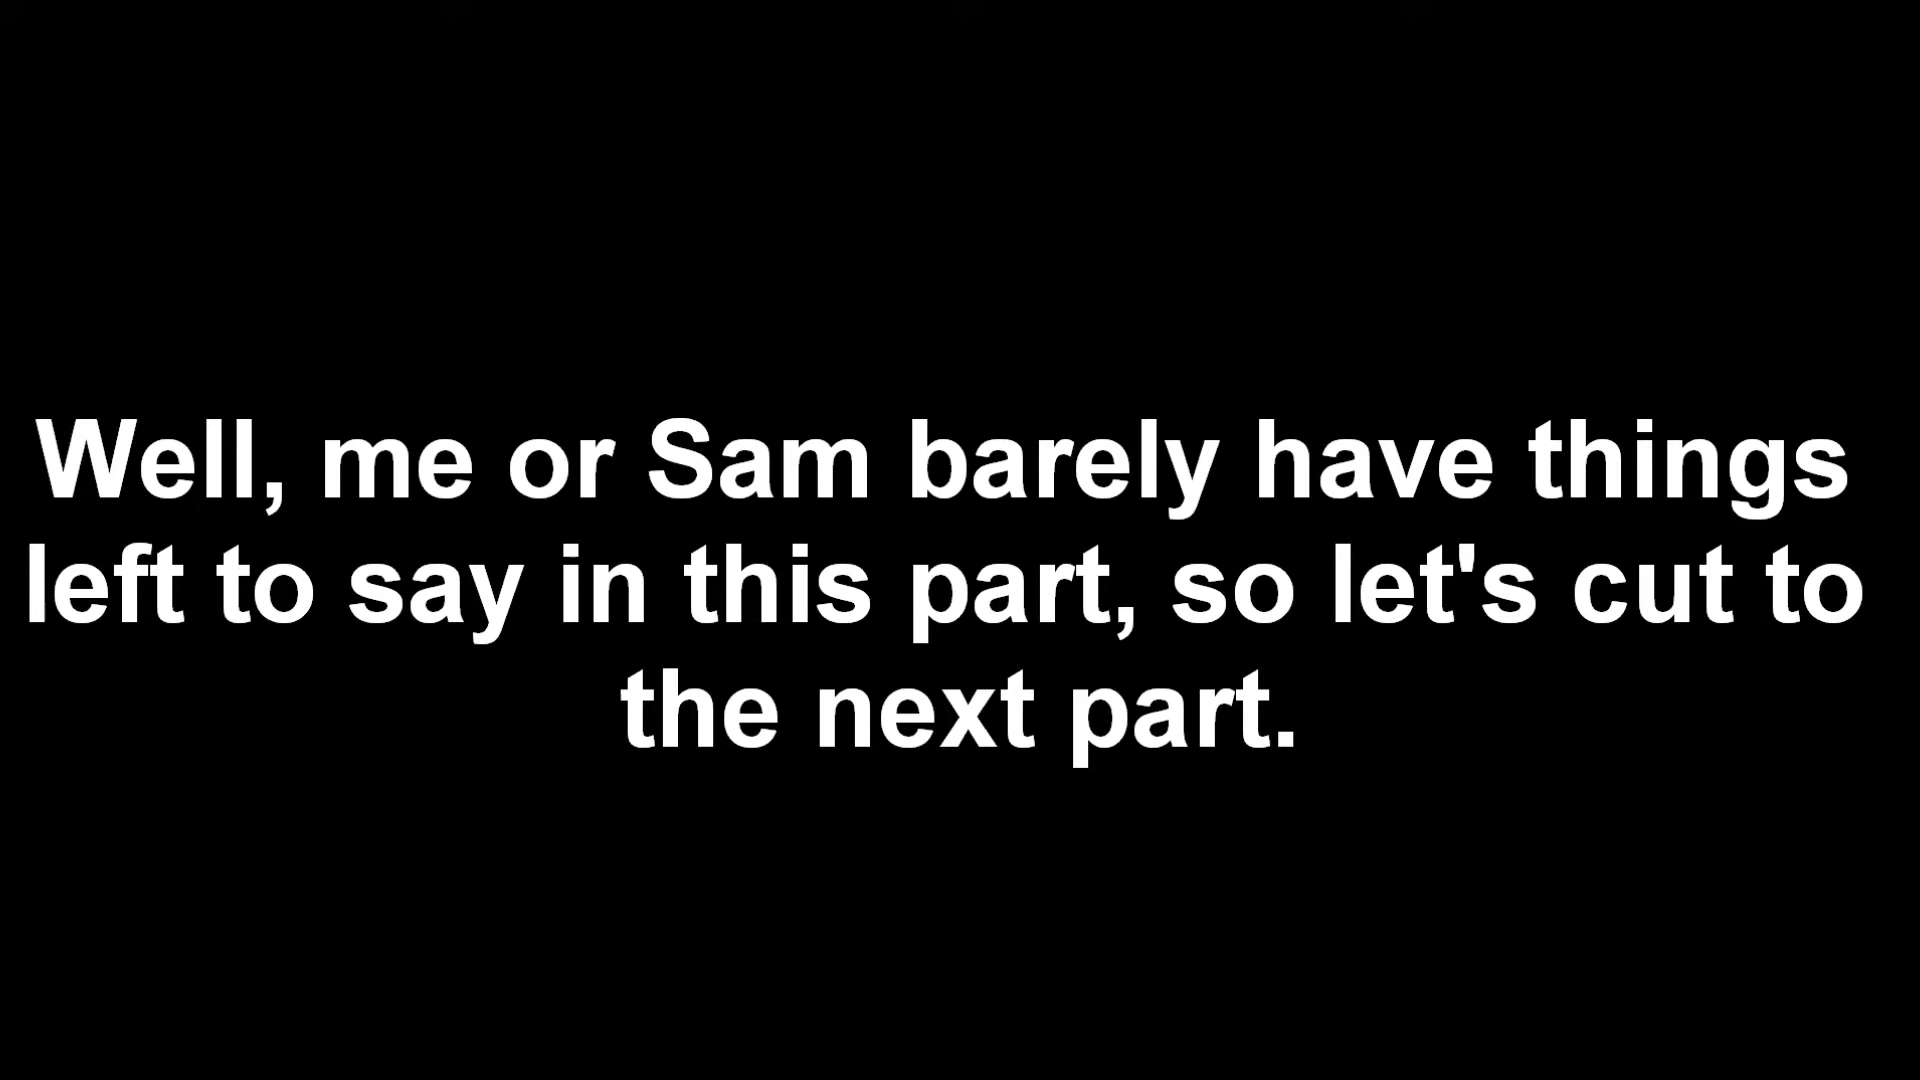 Well, me or Sam barely have things
left to say in this part, so let's cut to
the next part.